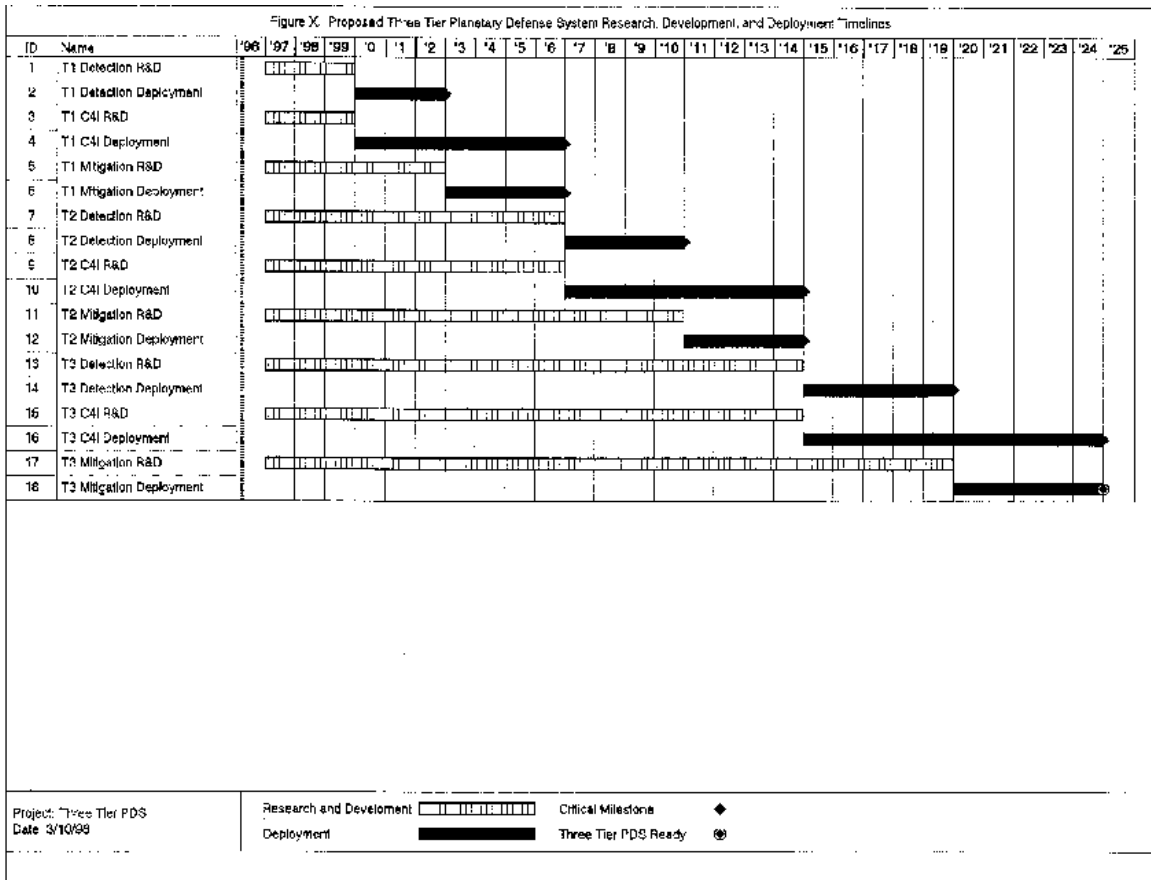 Figure X. Proposed Three Tier Planetary Defense System Research, Development, and Deployment Timelines
ID Name '96 '97 '98 '99 '0 '1 '2 '3 '4 '5 '6 '7 '8 '9 '10 '11 '12 '13 '14 '15 '16 '17 '18 '19 '20 '21 '22 '23 '24 '25
1 T1 Detection R&D
2 T1 Detection Deployment
3 T1 C4I R&D
4 T1 C4I Deployment
5 T1 Mitigation R&D
6 T1 Mitigation Deployment
7 T2 Detection R&D
8 T2 Detection Deployment
9 T2 C4I R&D
10 T2 C4I Deployment
11 T2 Mitigation R&D
12 T2 Mitigation Deployment
13 T3 Detection R&D
14 T3 Detection Deployment
15 T3 C4I R&D
16 T3 C4I Deployment
17 T3 Mitigation R&D
18 T3 Mitigation Deployment
Project: Three Tier PDS
Date: 3/10/96
Research and Develoment
Critical Milestone
Deployment
Three Tier PDS Ready